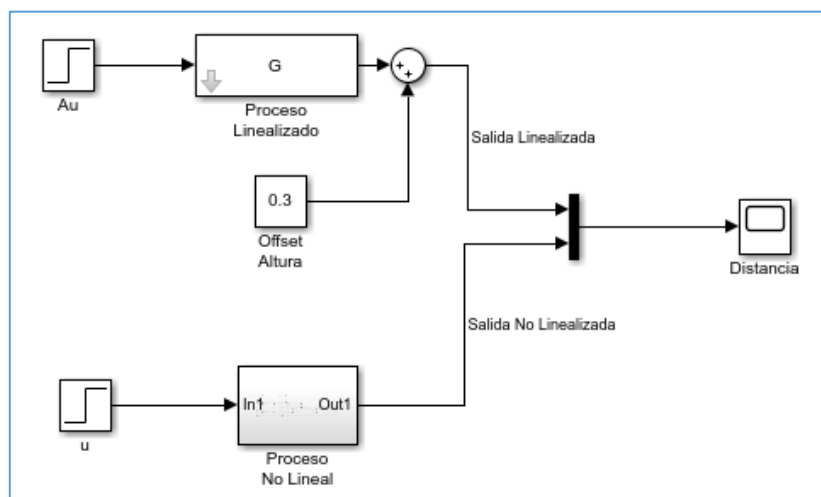 Au
G
Proceso
Linealizado
Salida Linealizada
0.3
Offset
Altura
Distancia
Salida No Linealizada
u
In1
Out1
Proceso
No Lineal